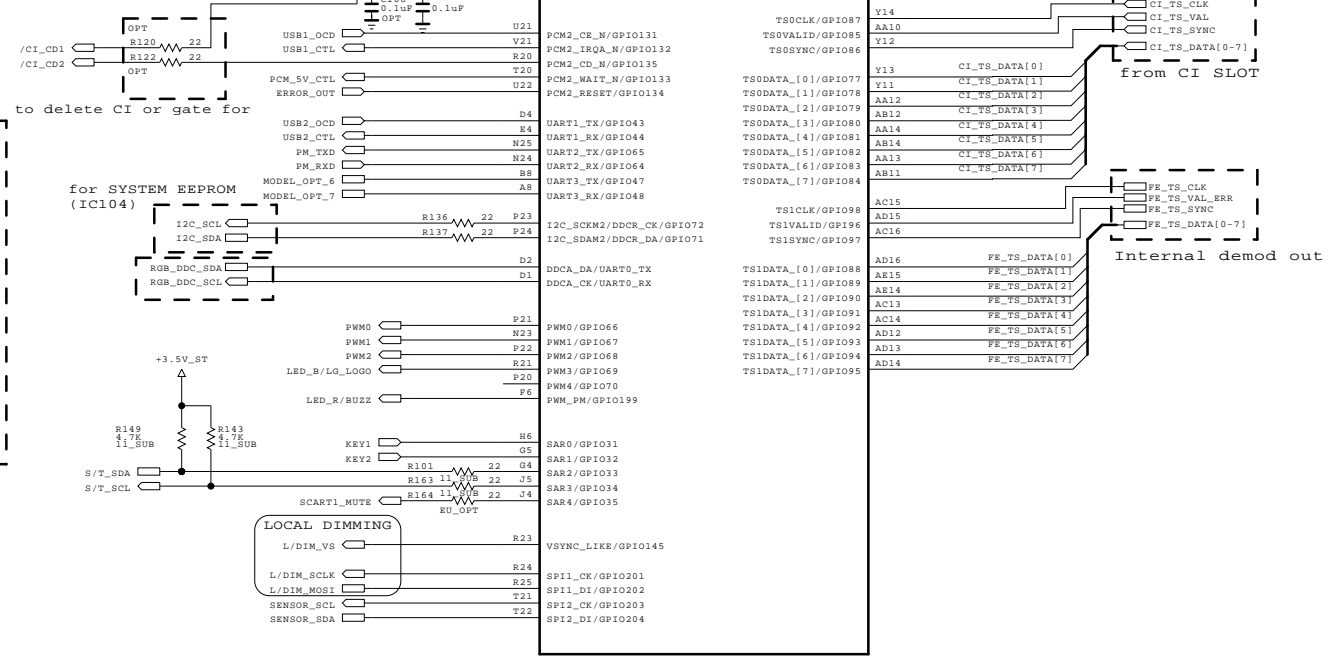 OPT
R120 22
/CI_CD1
R122 22
/CI_CD2
OPT
to delete CI or gate for
0.1uF
OPT
0.1uF
USB1_OCD U21 PCM2_CE_N/GPIO131
USB1_CTL V21 PCM2_IRQA_N/GPIO132
R20 PCM2_CD_N/GPIO135
PCM_5V_CTL T20 PCM2_WAIT_N/GPIO133
ERROR_OUT U22 PCM2_RESET/GPIO134
USB2_OCD D4 UART1_TX/GPIO43
USB2_CTL E4 UART1_RX/GPIO44
PM_TXD N25 UART2_TX/GPIO65
PM_RXD N24 UART2_RX/GPIO64
MODEL_OPT_6 B8 UART3_TX/GPIO47
MODEL_OPT_7 A8 UART3_RX/GPIO48
for SYSTEM EEPROM
(IC104)
I2C_SCL R136 22 P23 I2C_SCKM2/DDCR_CK/GPIO72
I2C_SDA R137 22 P24 I2C_SDAM2/DDCR_DA/GPIO71
RGB_DDC_SDA D2 DDCA_DA/UART0_TX
RGB_DDC_SCL D1 DDCA_CK/UART0_RX
PWM0 P21 PWM0/GPIO66
PWM1 N23 PWM1/GPIO67
PWM2 P22 PWM2/GPIO68
LED_B/LG_LOGO R21 PWM3/GPIO69
P20 PWM4/GPIO70
LED_R/BUZZ F6 PWM_PM/GPIO199
+3.5V_ST
R149
4.7K
11_SUB
R143
4.7K
11_SUB
KEY1 H6 SAR0/GPIO31
KEY2 G5 SAR1/GPIO32
S/T_SDA R101 22 G4 SAR2/GPIO33
11_SUB
S/T_SCL R163 22 J5 SAR3/GPIO34
11_SUB
SCART1_MUTE R164 22 J4 SAR4/GPIO35
EU_OPT
LOCAL DIMMING
L/DIM_VS R23 VSYNC_LIKE/GPIO145
L/DIM_SCLK R24 SPI1_CK/GPIO201
L/DIM_MOSI R25 SPI1_DI/GPIO202
SENSOR_SCL T21 SPI2_CK/GPIO203
SENSOR_SDA T22 SPI2_DI/GPIO204
TS0CLK/GPIO87 Y14 CI_TS_CLK
TS0VALID/GPIO85 AA10 CI_TS_VAL
TS0SYNC/GPIO86 Y12 CI_TS_SYNC
CI_TS_DATA[0-7]
from CI SLOT
TS0DATA_[0]/GPIO77 Y13 CI_TS_DATA[0]
TS0DATA_[1]/GPIO78 Y11 CI_TS_DATA[1]
TS0DATA_[2]/GPIO79 AA12 CI_TS_DATA[2]
TS0DATA_[3]/GPIO80 AB12 CI_TS_DATA[3]
TS0DATA_[4]/GPIO81 AA14 CI_TS_DATA[4]
TS0DATA_[5]/GPIO82 AB14 CI_TS_DATA[5]
TS0DATA_[6]/GPIO83 AA13 CI_TS_DATA[6]
TS0DATA_[7]/GPIO84 AB11 CI_TS_DATA[7]
FE_TS_CLK
TS1CLK/GPIO98 AC15 FE_TS_VAL_ERR
TS1VALID/GPI96 AD15 FE_TS_SYNC
TS1SYNC/GPIO97 AC16 FE_TS_DATA[0-7]
Internal demod out
TS1DATA_[0]/GPIO88 AD16 FE_TS_DATA[0]
TS1DATA_[1]/GPIO89 AE15 FE_TS_DATA[1]
TS1DATA_[2]/GPIO90 AE14 FE_TS_DATA[2]
TS1DATA_[3]/GPIO91 AC13 FE_TS_DATA[3]
TS1DATA_[4]/GPIO92 AC14 FE_TS_DATA[4]
TS1DATA_[5]/GPIO93 AD12 FE_TS_DATA[5]
TS1DATA_[6]/GPIO94 AD13 FE_TS_DATA[6]
TS1DATA_[7]/GPIO95 AD14 FE_TS_DATA[7]